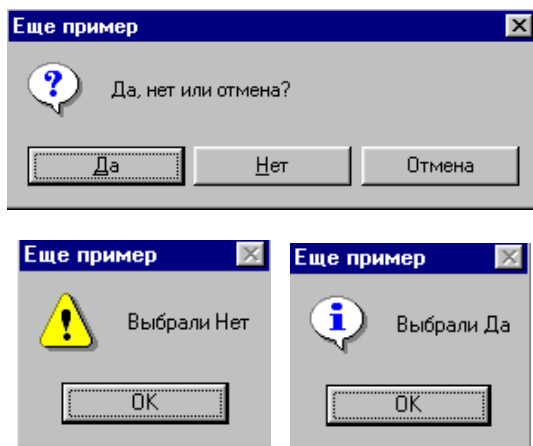 Еще пример
Да, нет или отмена?
Да Нет Отмена
Еще пример
Выбрали Нет
OK
Еще пример
Выбрали Да
OK